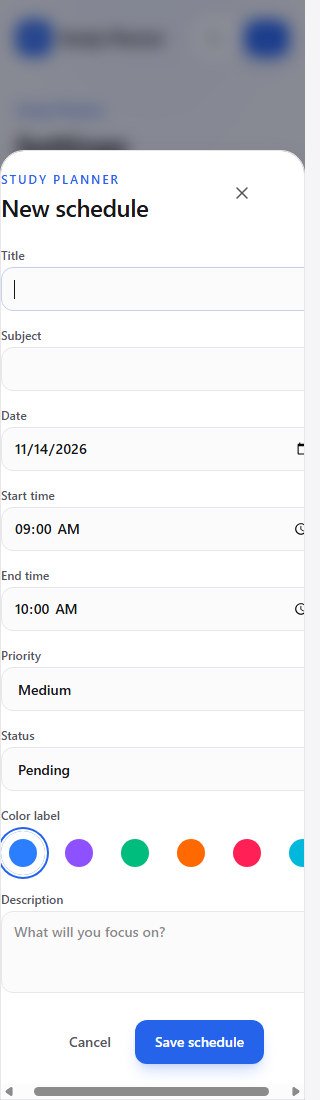 STUDY PLANNER
New schedule
Title
Subject
Date
11/14/2026
Start time
09:00 AM
End time
10:00 AM
Priority
Medium
Status
Pending
Color label
Description
What will you focus on?
Cancel
Save schedule